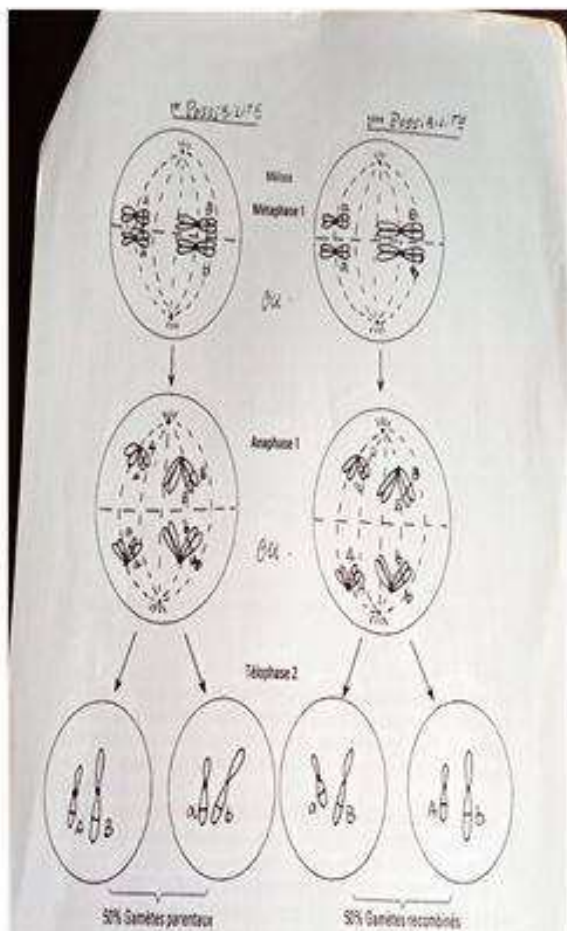 1ère Possibilité
2ème Possibilité
Méiose
Métaphase 1
ou.
Anaphase 1
ou.
Télophase 2
A B
a b
a B
A b
50% Gamètes parentaux
50% Gamètes recombinés